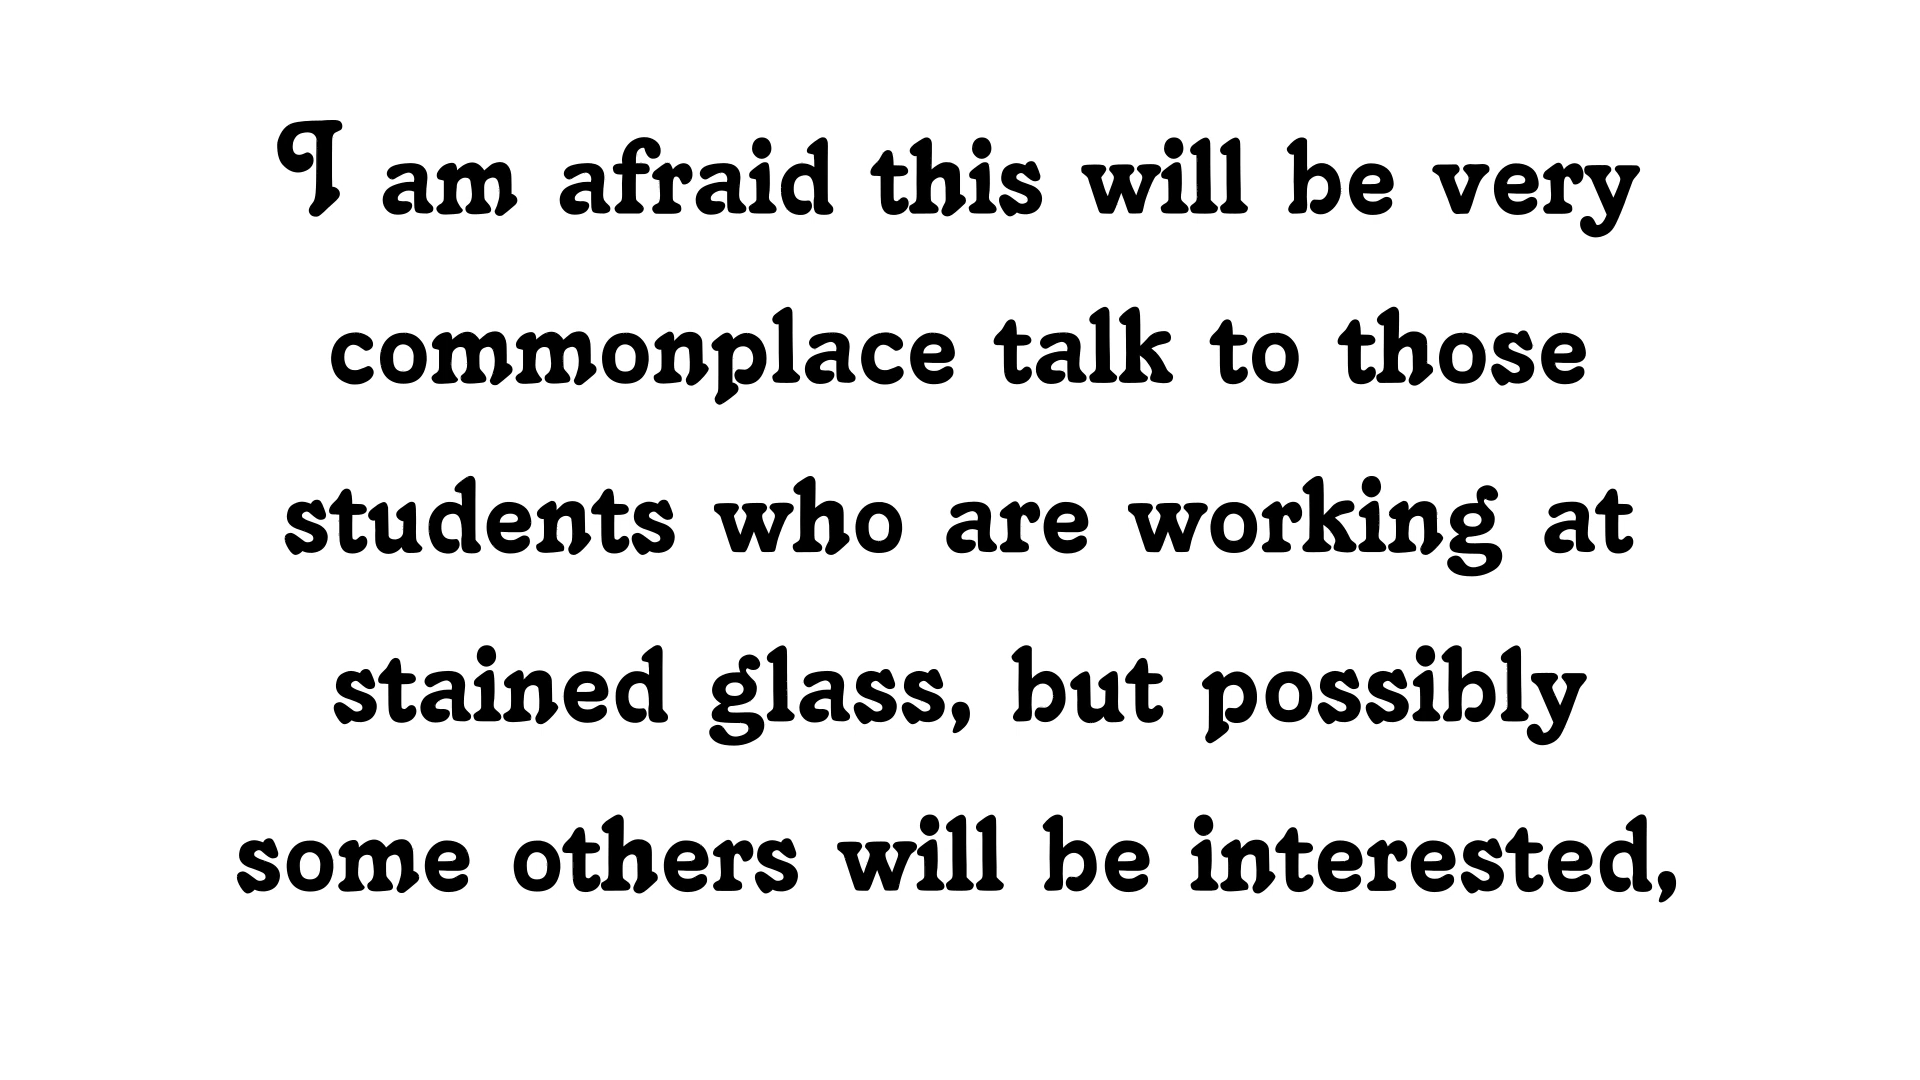 I am afraid this will be very
commonplace talk to those
students who are working at
stained glass, but possibly
some others will be interested,